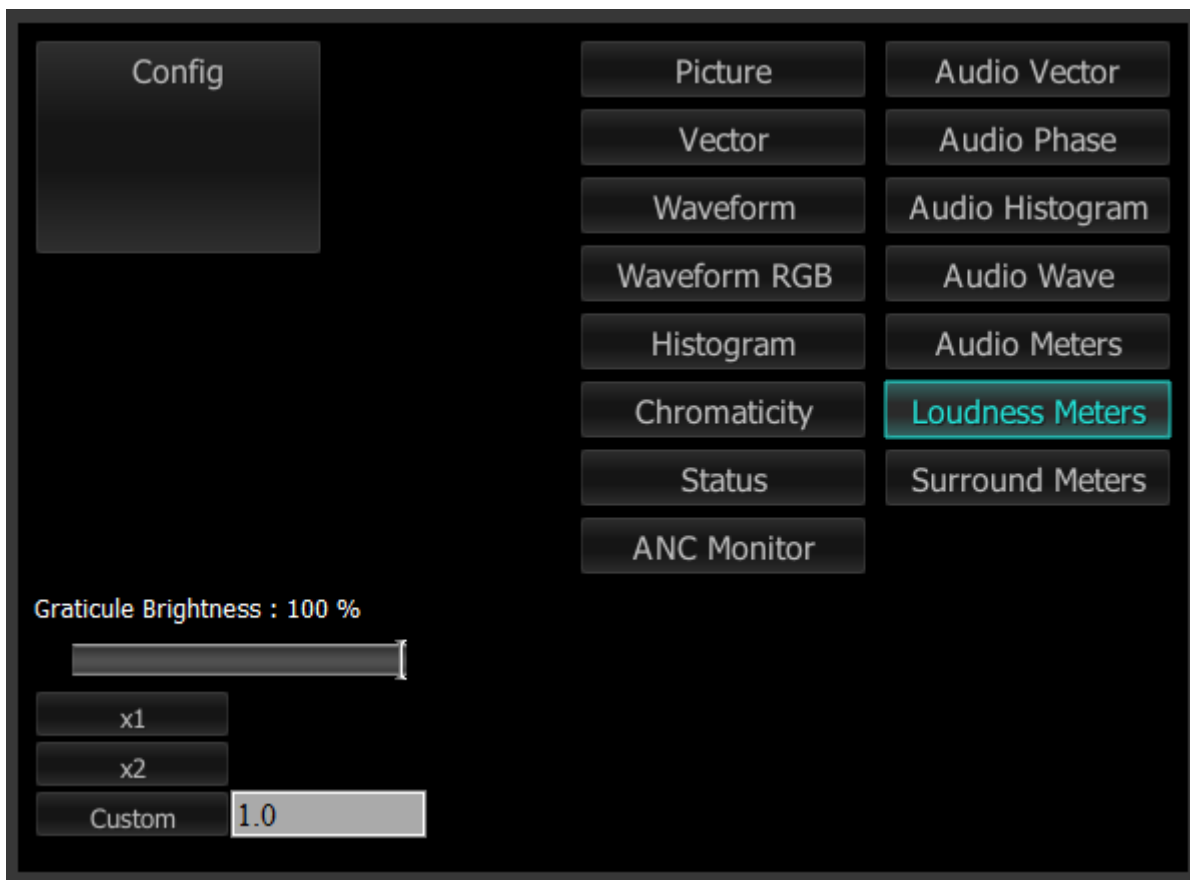 Config
Picture
Audio Vector
Vector
Audio Phase
Waveform
Audio Histogram
Waveform RGB
Audio Wave
Histogram
Audio Meters
Chromaticity
Loudness Meters
Status
Surround Meters
ANC Monitor
Graticule Brightness : 100 %
x1
x2
Custom
1.0